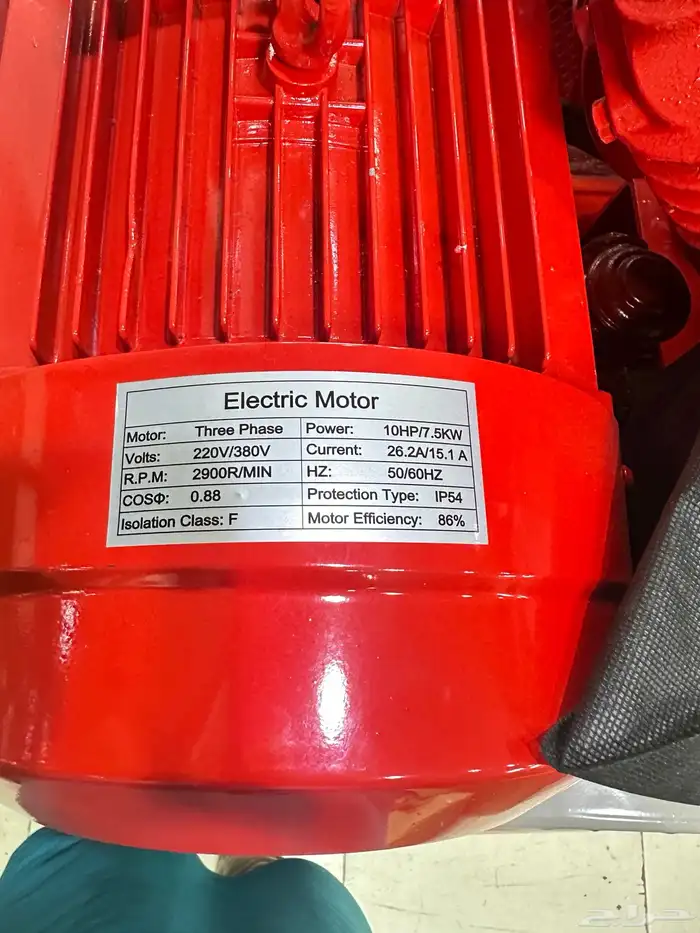 Electric Motor
Motor: Three Phase Power: 10HP/7.5KW
Volts: 220V/380V Current: 26.2A/15.1 A
R.P.M: 2900R/MIN HZ: 50/60HZ
COSΦ: 0.88 Protection Type: IP54
Isolation Class: F Motor Efficiency: 86%
حراج